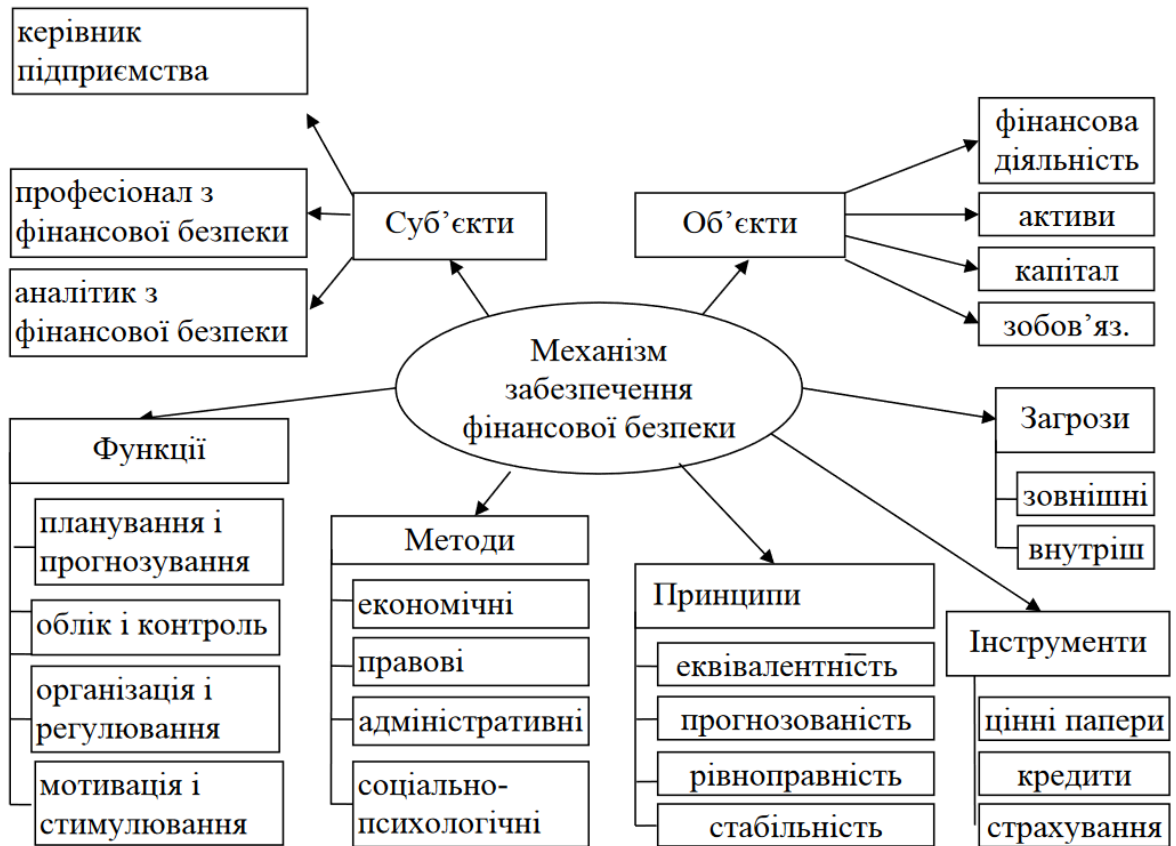 керівник
підприємства
професіонал з
фінансової безпеки
аналітик з
фінансової безпеки
Суб’єкти
Об’єкти
фінансова
діяльність
активи
капітал
зобов’яз.
Механізм
забезпечення
фінансової безпеки
Функції
планування і
прогнозування
облік і контроль
організація і
регулювання
мотивація і
стимулювання
Методи
економічні
правові
адміністративні
соціально-
психологічні
Принципи
еквівалентність
прогнозованість
рівноправність
стабільність
Загрози
зовнішні
внутріш
Інструменти
цінні папери
кредити
страхування